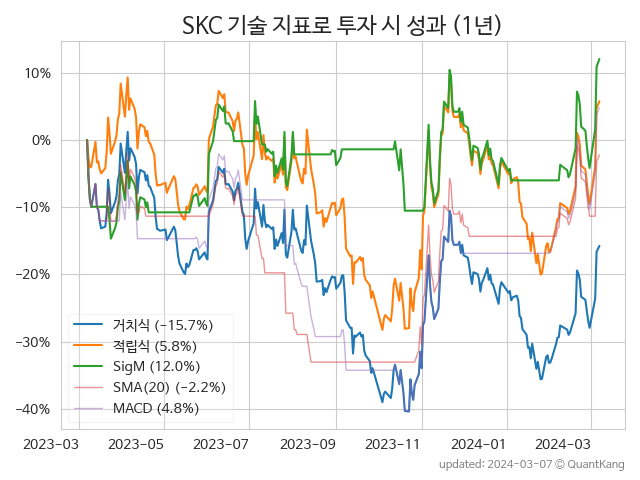 SKC 기술 지표로 투자 시 성과 (1년)
10%
0%
−10%
−20%
−30%
−40%
거치식 (−15.7%)
적립식 (5.8%)
SigM (12.0%)
SMA(20) (−2.2%)
MACD (4.8%)
2023-03 2023-05 2023-07 2023-09 2023-11 2024-01 2024-03
updated: 2024-03-07 © QuantKang